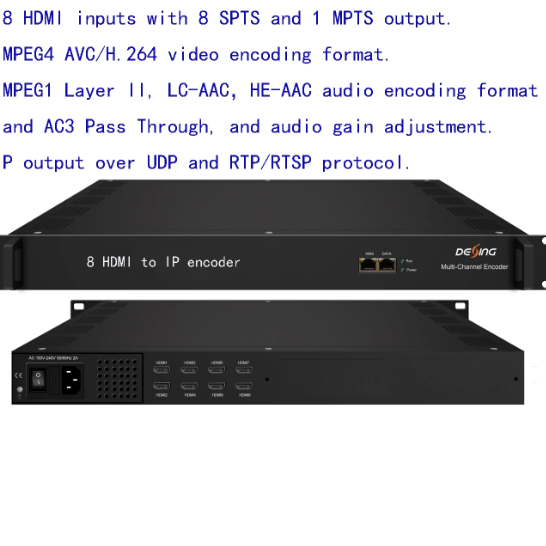 8 HDMI inputs with 8 SPTS and 1 MPTS output.
MPEG4 AVC/H.264 video encoding format.
MPEG1 Layer II, LC-AAC, HE-AAC audio encoding format
and AC3 Pass Through, and audio gain adjustment.
P output over UDP and RTP/RTSP protocol.
8 HDMI to IP encoder
NMS DATA
Run
Power
DESING
Multi-Channel Encoder
AC 100V-240V 50/60Hz 2A
CE
HDMI1 HDMI3 HDMI5 HDMI7
HDMI2 HDMI4 HDMI6 HDMI8